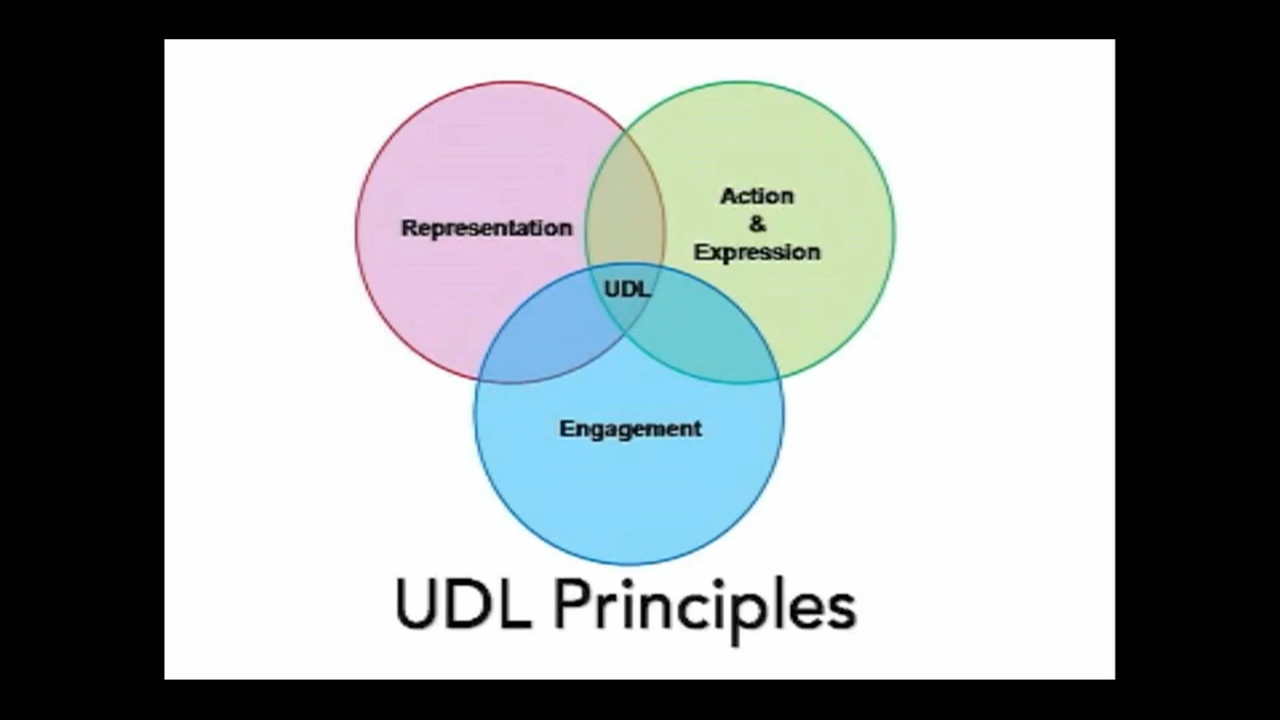 Representation
Action
&
Expression
UDL
Engagement
UDL Principles